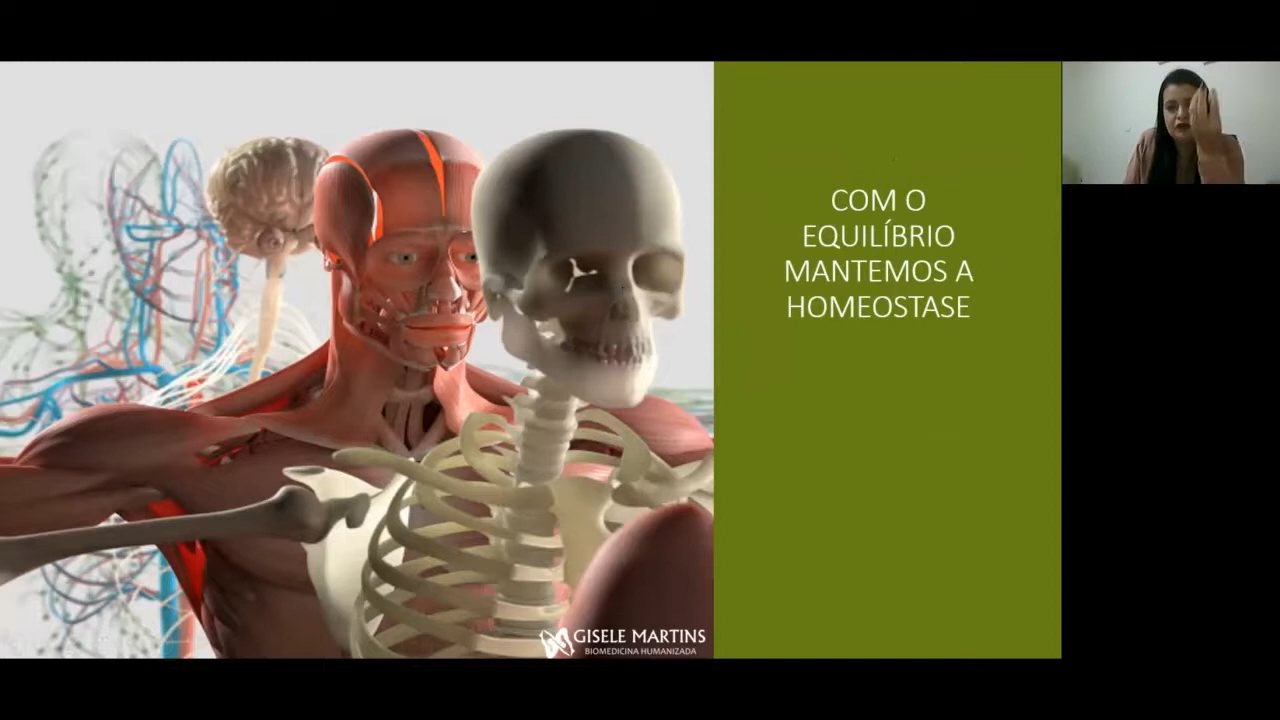 COM O
EQUILÍBRIO
MANTEMOS A
HOMEOSTASE
GISELE MARTINS
BIOMEDICINA HUMANIZADA